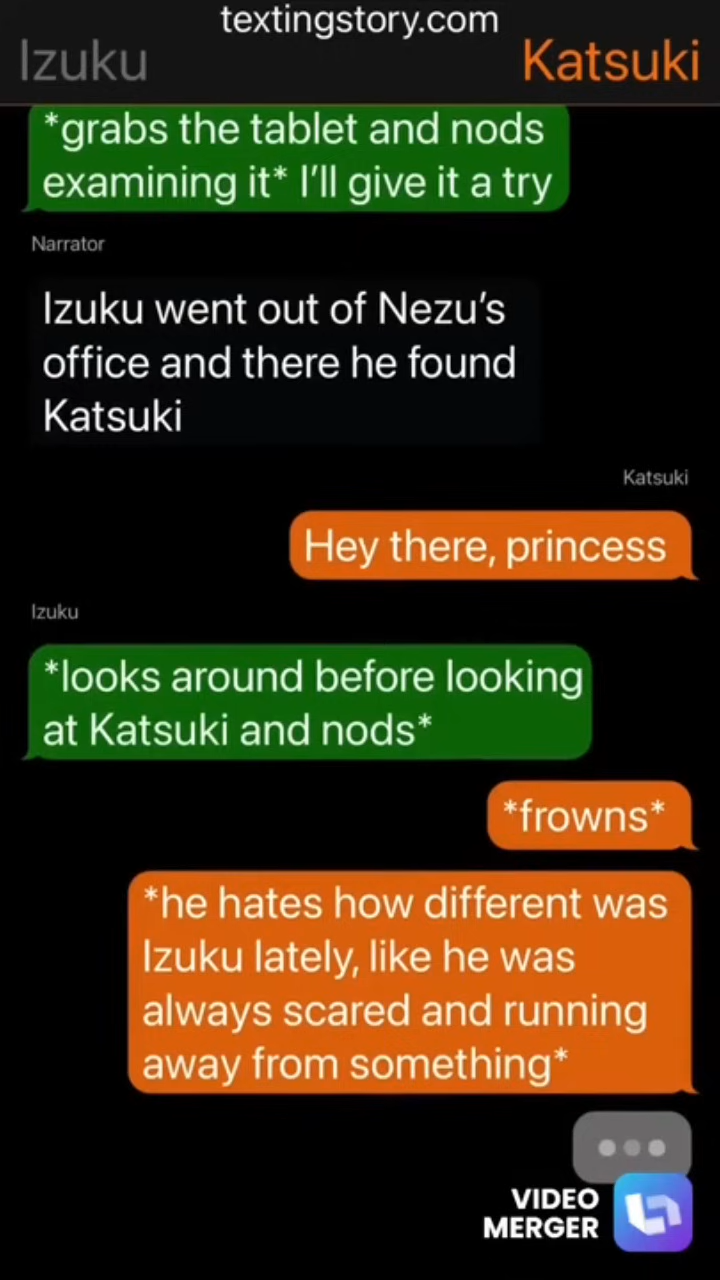 textingstory.com
Izuku
Katsuki
*grabs the tablet and nods
examining it* I'll give it a try
Narrator
Izuku went out of Nezu's
office and there he found
Katsuki
Katsuki
Hey there, princess
Izuku
*looks around before looking
at Katsuki and nods*
*frowns*
*he hates how different was
Izuku lately, like he was
always scared and running
away from something*
VIDEO
MERGER